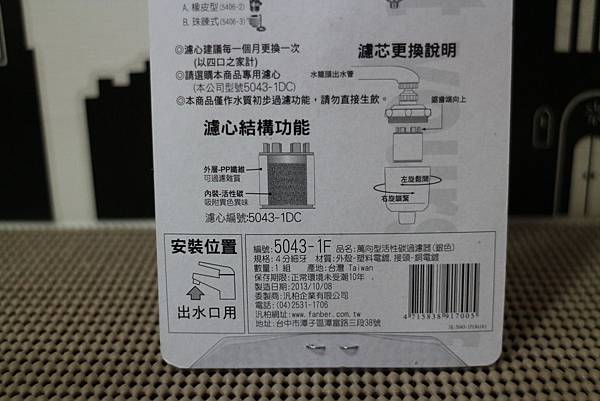 A. 橡皮型(5406-2)
B. 珠鍊式(5406-3)
◎濾心建議每一個月更換一次
(以四口之家計)
◎請選購本商品專用濾心
(本公司型號5043-1DC)
◎本商品僅作水質初步過濾功能，請勿直接生飲。
濾心結構功能
外層-PP纖維
可過濾雜質
內裝-活性碳
吸附異色異味
濾心編號:5043-1DC
濾芯更換說明
水龍頭出水管
鋸齒端向上
左旋鬆開
右旋鎖緊
安裝位置
出水口用
編號:5043-1F 品名:萬向型活性碳過濾器(銀色)
規格:4分細牙 材質:外殼-塑料電鍍, 接頭-銅電鍍
數量:1 組 產地:台灣 Taiwan
保存期限:正常環境未受潮10年
製造日期:2013/10/08
委製商:汎柏企業有限公司
電話:(04)2531-1706
汎柏網址:www.fanber.com.tw
地址:台中市潭子區潭富路三段38號
4 715838 917005